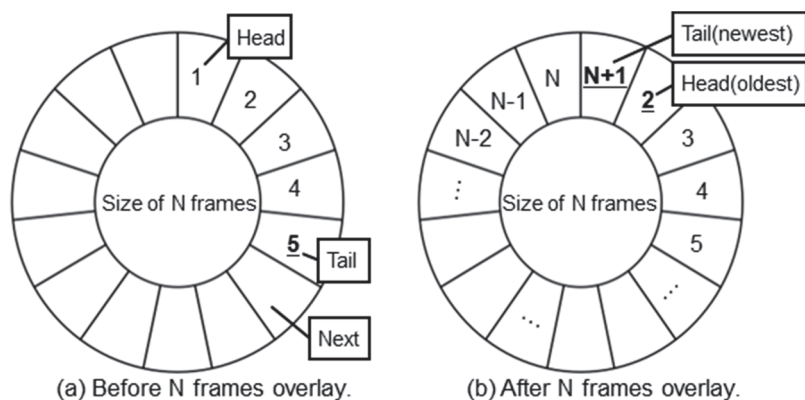 Head
1
2
3
4
5
Tail
Next
Size of N frames
(a) Before N frames overlay.
Tail(newest)
Head(oldest)
N+1
2
3
4
5
...
...
⋮
N-2
N-1
N
Size of N frames
(b) After N frames overlay.